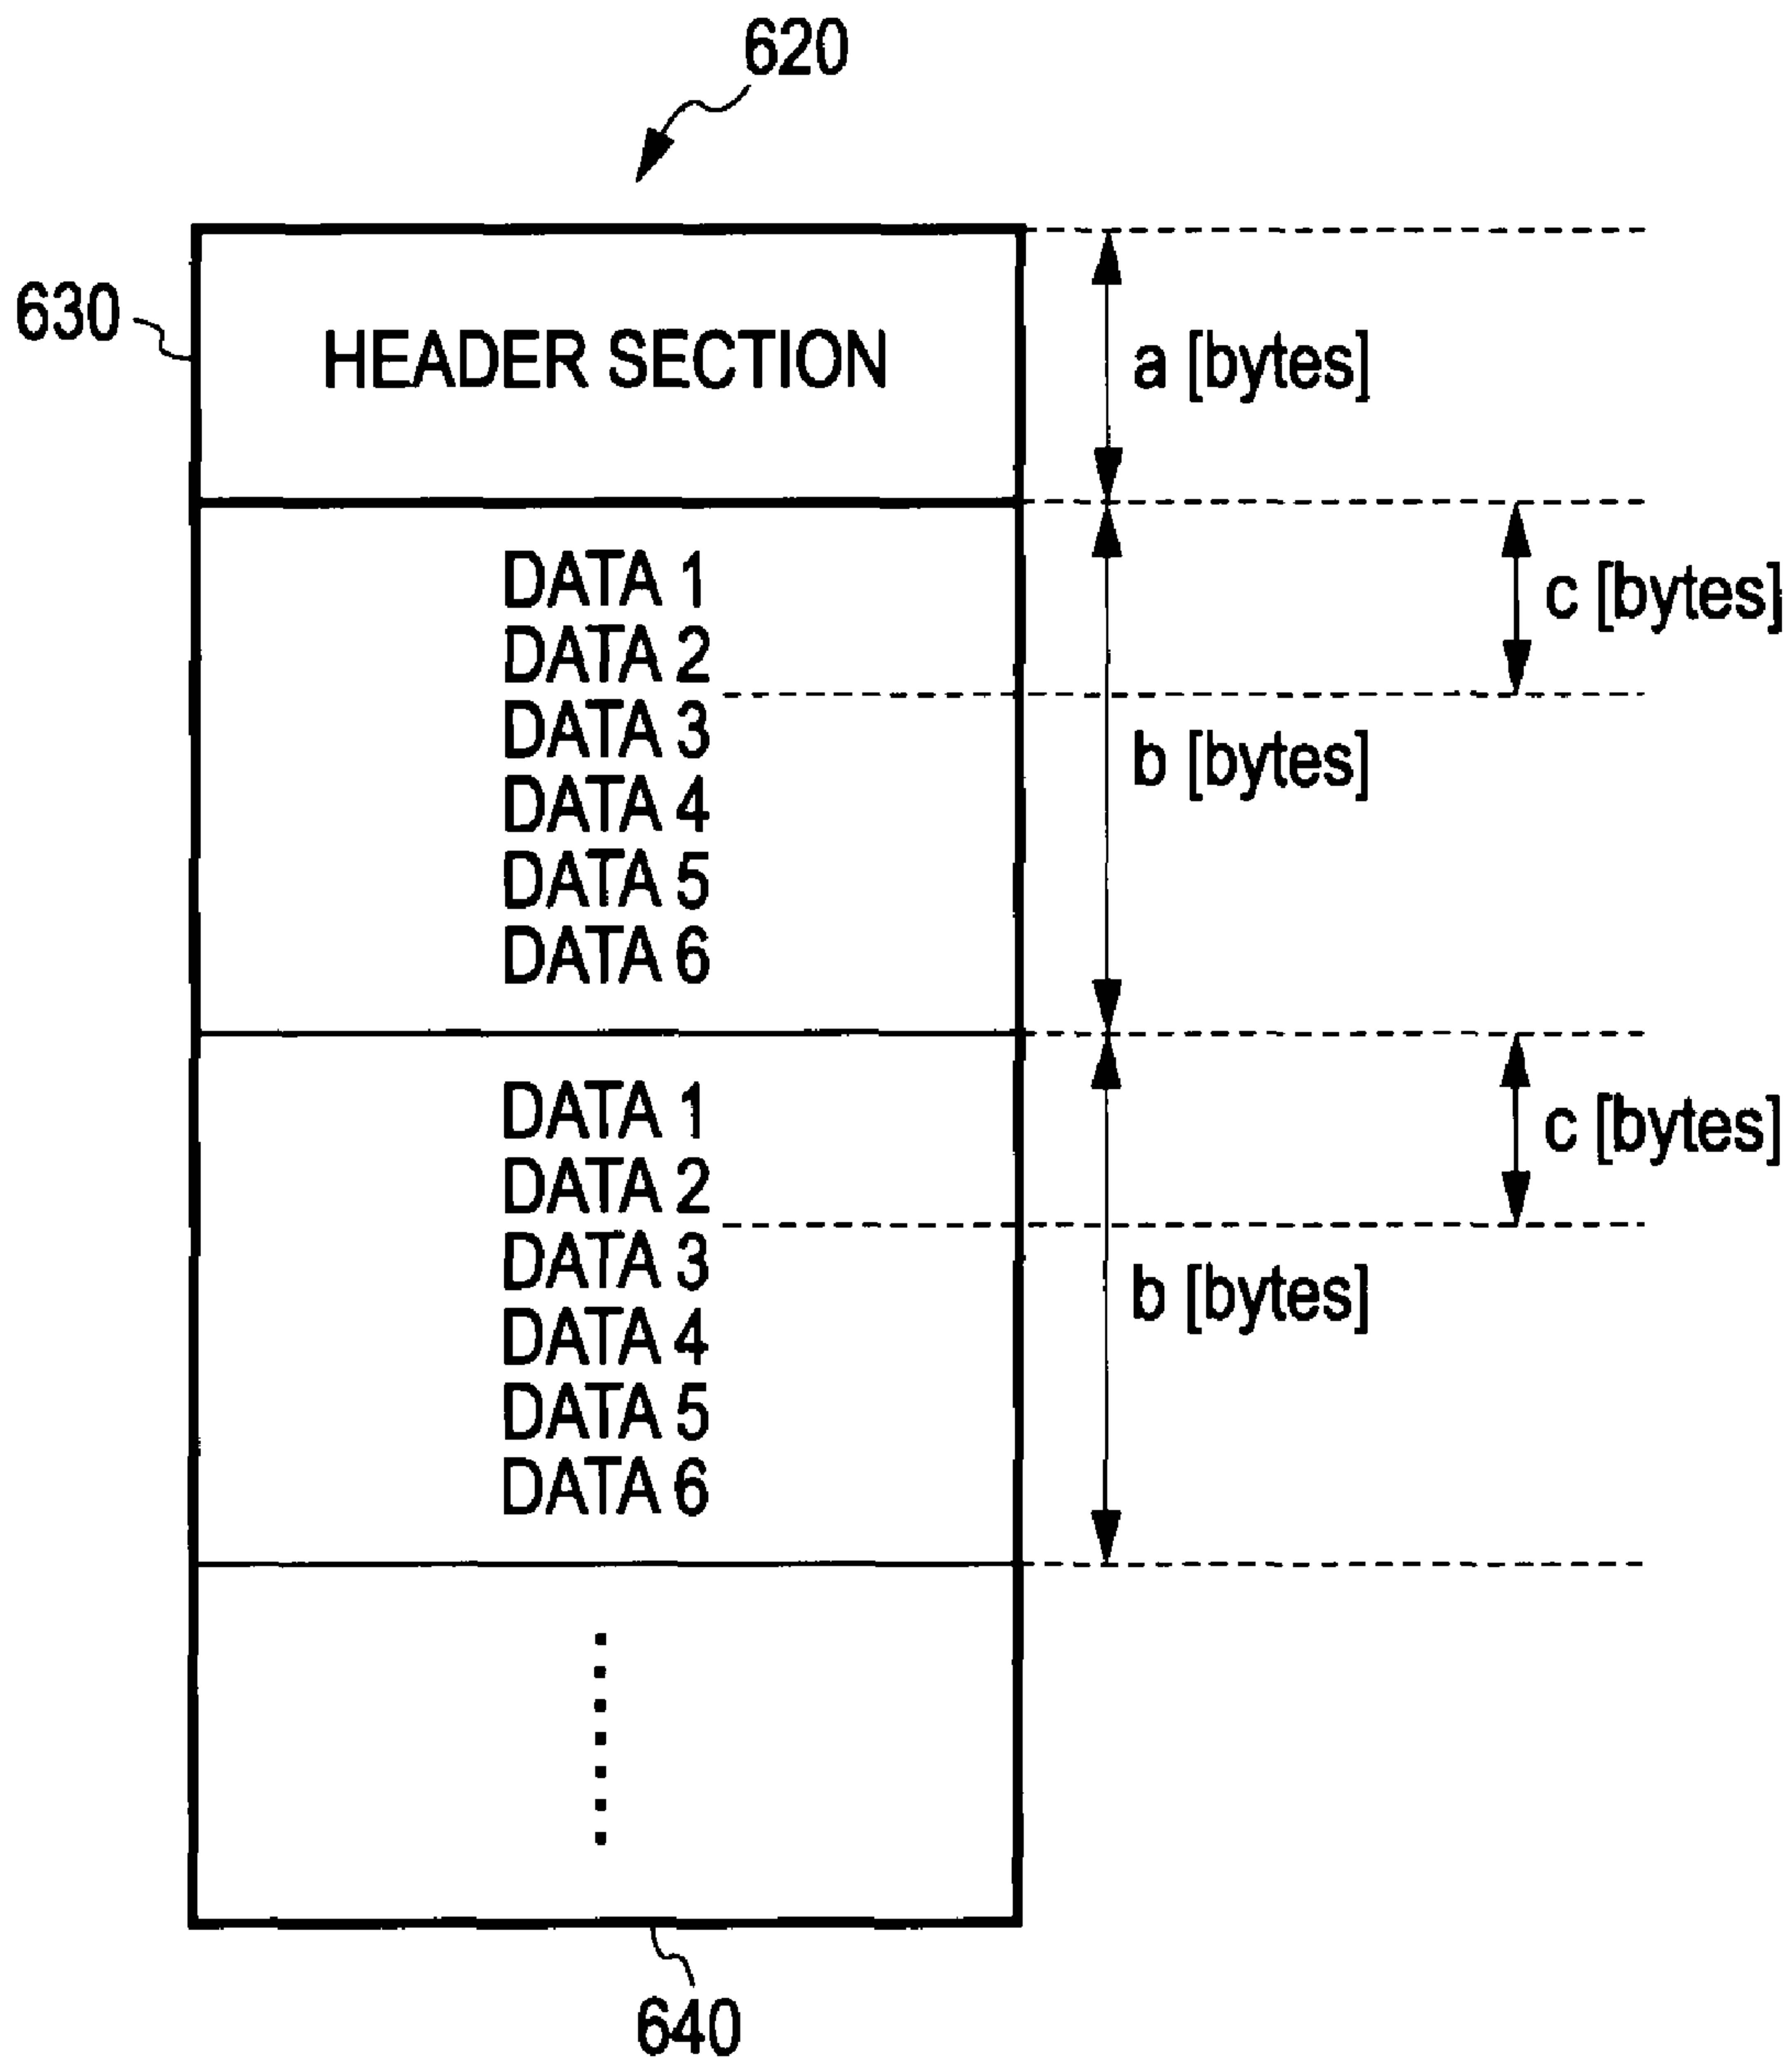 620
630
HEADER SECTION
a [bytes]
DATA 1
c [bytes]
DATA 2
DATA 3
b [bytes]
DATA 4
DATA 5
DATA 6
DATA 1
c [bytes]
DATA 2
DATA 3
b [bytes]
DATA 4
DATA 5
DATA 6
640